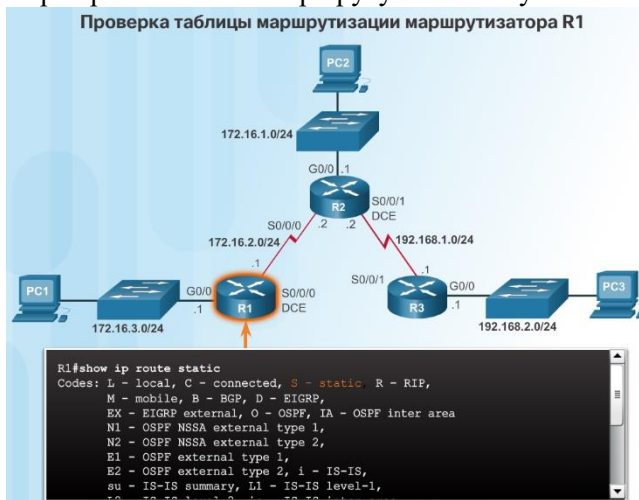 Проверка таблицы маршрутизации маршрутизатора R1
PC2
172.16.1.0/24
G0/0 .1
R2
S0/0/1
DCE
S0/0/0 .2 .2
172.16.2.0/24
192.168.1.0/24
.1
.1
PC1
G0/0
.1
R1
S0/0/0
DCE
S0/0/1
R3
G0/0
.1
PC3
172.16.3.0/24
192.168.2.0/24
R1#show ip route static
Codes: L - local, C - connected, S - static, R - RIP,
M - mobile, B - BGP, D - EIGRP,
EX - EIGRP external, O - OSPF, IA - OSPF inter area
N1 - OSPF NSSA external type 1,
N2 - OSPF NSSA external type 2,
E1 - OSPF external type 1,
E2 - OSPF external type 2, i - IS-IS,
su - IS-IS summary, L1 - IS-IS level-1,